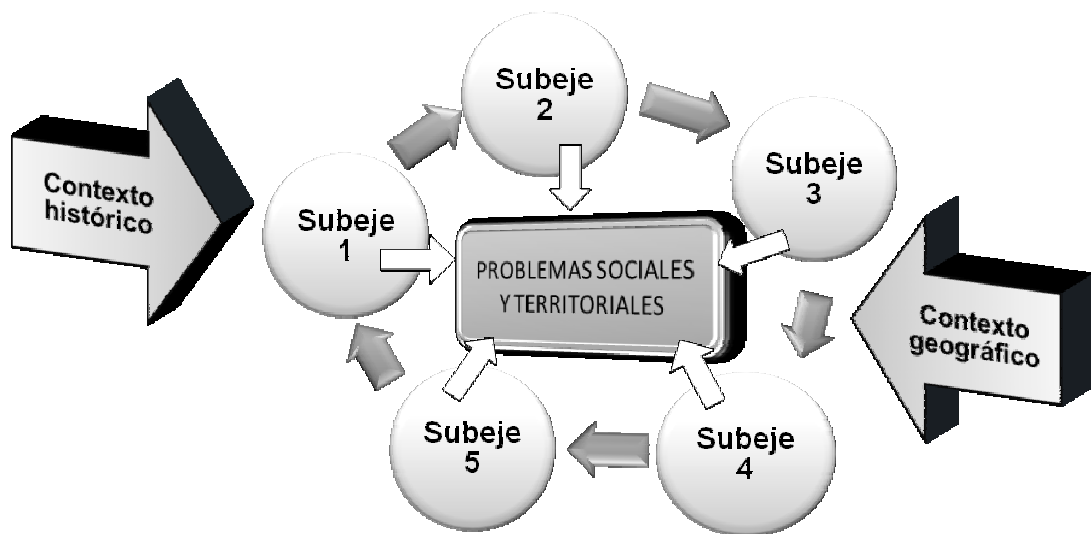 Contexto
histórico
Subeje
1
Subeje
2
Subeje
3
Subeje
4
Subeje
5
PROBLEMAS SOCIALES
Y TERRITORIALES
Contexto
geográfico